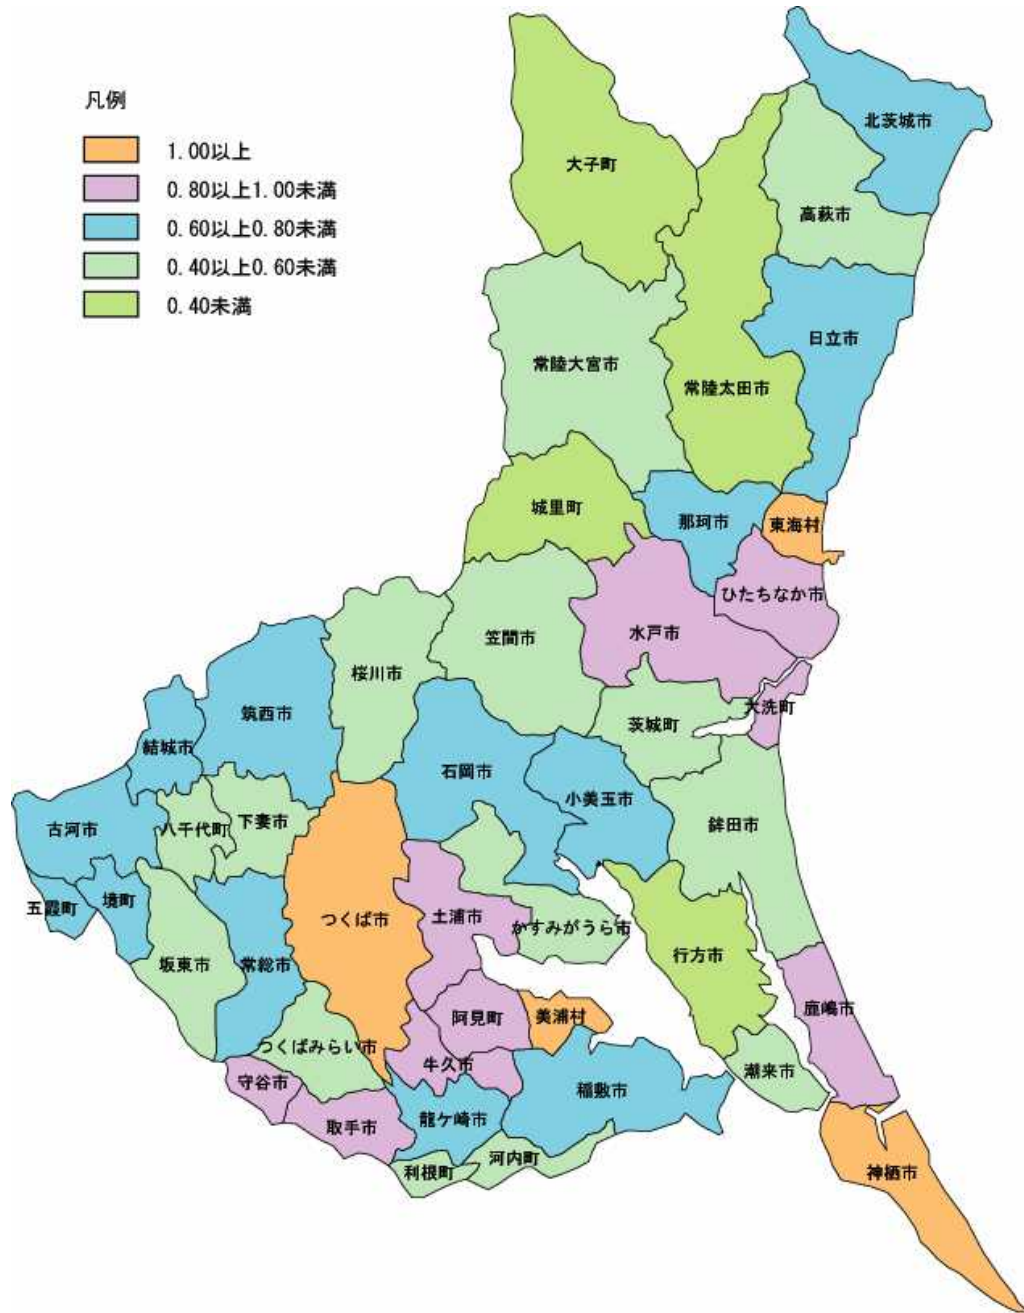 凡例
1.00以上
0.80以上1.00未満
0.60以上0.80未満
0.40以上0.60未満
0.40未満
北茨城市
大子町
高萩市
日立市
常陸大宮市
常陸太田市
城里町
那珂市
東海村
ひたちなか市
水戸市
笠間市
桜川市
大洗町
筑西市
茨城町
結城市
石岡市
小美玉市
古河市
八千代町
下妻市
鉾田市
五霞町
境町
つくば市
土浦市
かすみがうら市
坂東市
常総市
行方市
鹿嶋市
阿見町
美浦村
つくばみらい市
牛久市
潮来市
守谷市
稲敷市
取手市
龍ケ崎市
利根町
河内町
神栖市